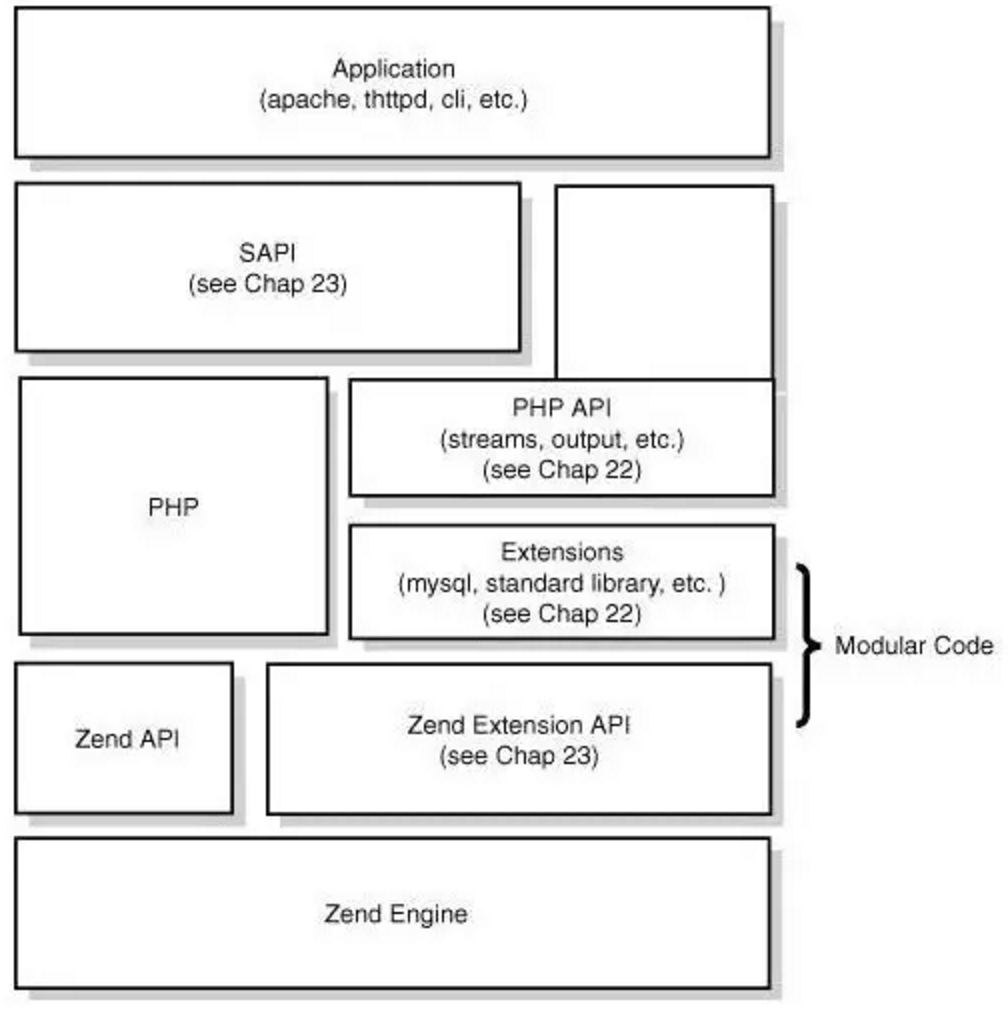 Application
(apache, thttpd, cli, etc.)
SAPI
(see Chap 23)
PHP API
(streams, output, etc.)
(see Chap 22)
PHP
Extensions
(mysql, standard library, etc. )
(see Chap 22)
Modular Code
Zend API
Zend Extension API
(see Chap 23)
Zend Engine